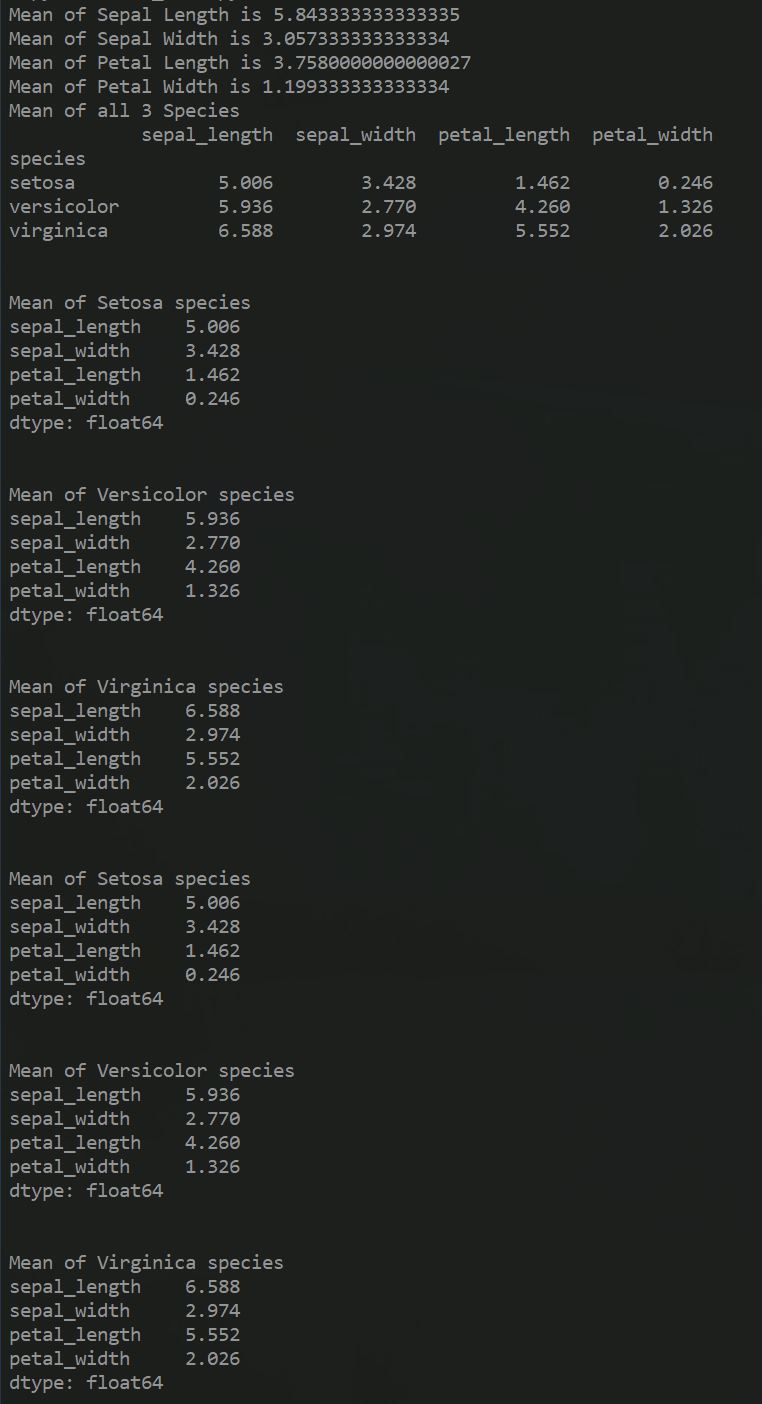 Mean of Sepal Length is 5.843333333333335
Mean of Sepal Width is 3.057333333333334
Mean of Petal Length is 3.7580000000000027
Mean of Petal Width is 1.199333333333334
Mean of all 3 Species
            sepal_length  sepal_width  petal_length  petal_width
species
setosa             5.006        3.428         1.462        0.246
versicolor         5.936        2.770         4.260        1.326
virginica          6.588        2.974         5.552        2.026
Mean of Setosa species
sepal_length    5.006
sepal_width     3.428
petal_length    1.462
petal_width     0.246
dtype: float64
Mean of Versicolor species
sepal_length    5.936
sepal_width     2.770
petal_length    4.260
petal_width     1.326
dtype: float64
Mean of Virginica species
sepal_length    6.588
sepal_width     2.974
petal_length    5.552
petal_width     2.026
dtype: float64
Mean of Setosa species
sepal_length    5.006
sepal_width     3.428
petal_length    1.462
petal_width     0.246
dtype: float64
Mean of Versicolor species
sepal_length    5.936
sepal_width     2.770
petal_length    4.260
petal_width     1.326
dtype: float64
Mean of Virginica species
sepal_length    6.588
sepal_width     2.974
petal_length    5.552
petal_width     2.026
dtype: float64